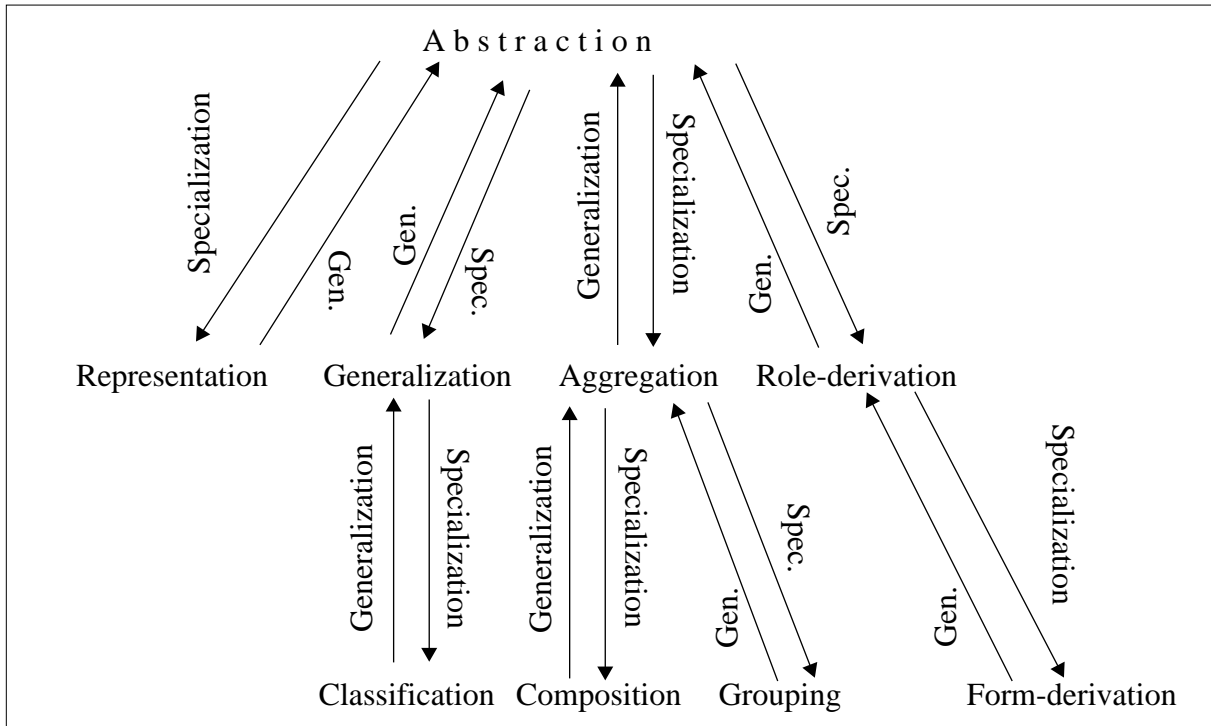 A b s t r a c t i o n
Specialization
Gen.
Gen.
Spec.
Generalization
Specialization
Gen.
Spec.
Representation
Generalization
Aggregation
Role-derivation
Generalization
Specialization
Generalization
Specialization
Gen.
Spec.
Gen.
Specialization
Classification
Composition
Grouping
Form-derivation